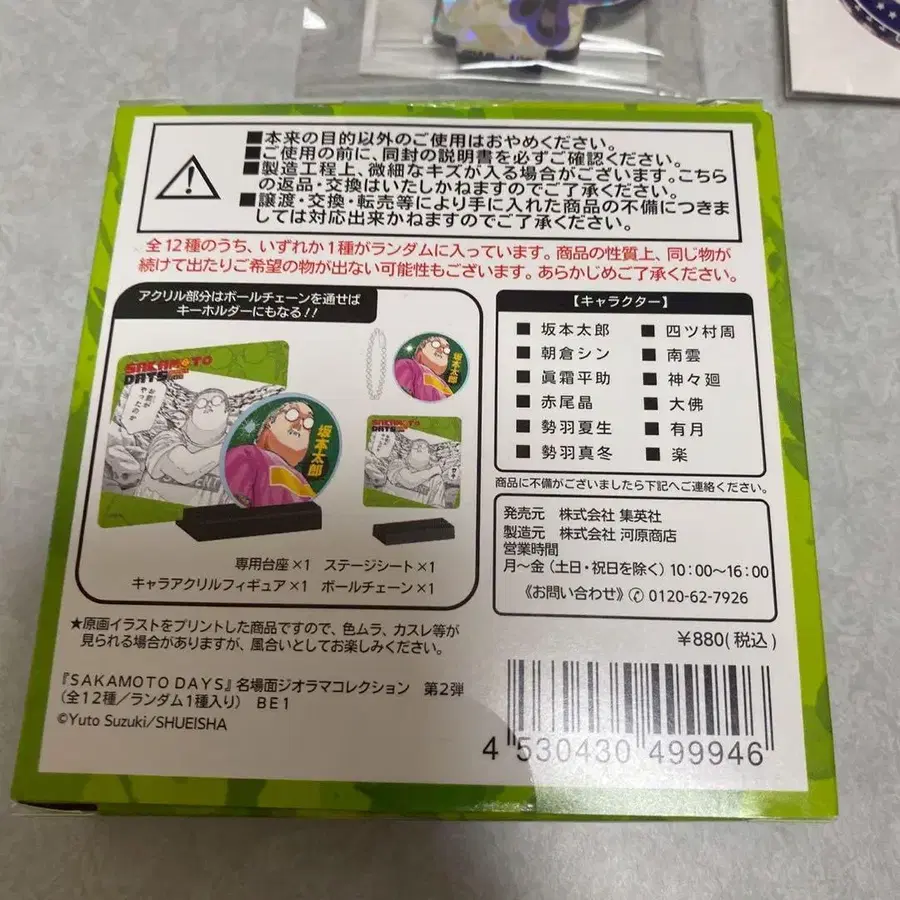 ■本来の目的以外のご使用はおやめください。
■ご使用の前に、同封の説明書を必ずご確認ください。
■製造工程上、微細なキズが入る場合がございます。こちら
の返品・交換はいたしかねますのでご了承ください。
■譲渡・交換・転売等により手に入れた商品の不備につきま
しては対応出来かねますのでご了承ください。
全12種のうち、いずれか1種がランダムに入っています。商品の性質上、同じ物が
続けて出たりご希望の物が出ない可能性もございます。あらかじめご了承ください。
アクリル部分はボールチェーンを通せば
キーホルダーにもなる!!
SAKAMOTO
DAYS
お前が
やったのか
坂本太郎
坂本太郎
SAKAMOTO
DAYS
専用台座×1 ステージシート×1
キャラアクリルフィギュア×1 ボールチェーン×1
★原画イラストをプリントした商品ですので、色ムラ、カスレ等が
見られる場合がありますが、風合いとしてお楽しみください。
『SAKAMOTO DAYS』名場面ジオラマコレクション 第2弾
(全12種/ランダム1種入り) BE1
©Yuto Suzuki/SHUEISHA
【キャラクター】
■ 坂本太郎 ■ 四ツ村周
■ 朝倉シン ■ 南雲
■ 眞霜平助 ■ 神々廻
■ 赤尾晶 ■ 大佛
■ 勢羽夏生 ■ 有月
■ 勢羽真冬 ■ 楽
商品に不備がございましたら下記へご連絡ください。
発売元 株式会社 集英社
製造元 株式会社 河原商店
営業時間
月～金(土日・祝日を除く)10:00～16:00
《お問い合わせ》✆ 0120-62-7926
¥880(税込)
4 530430 499946